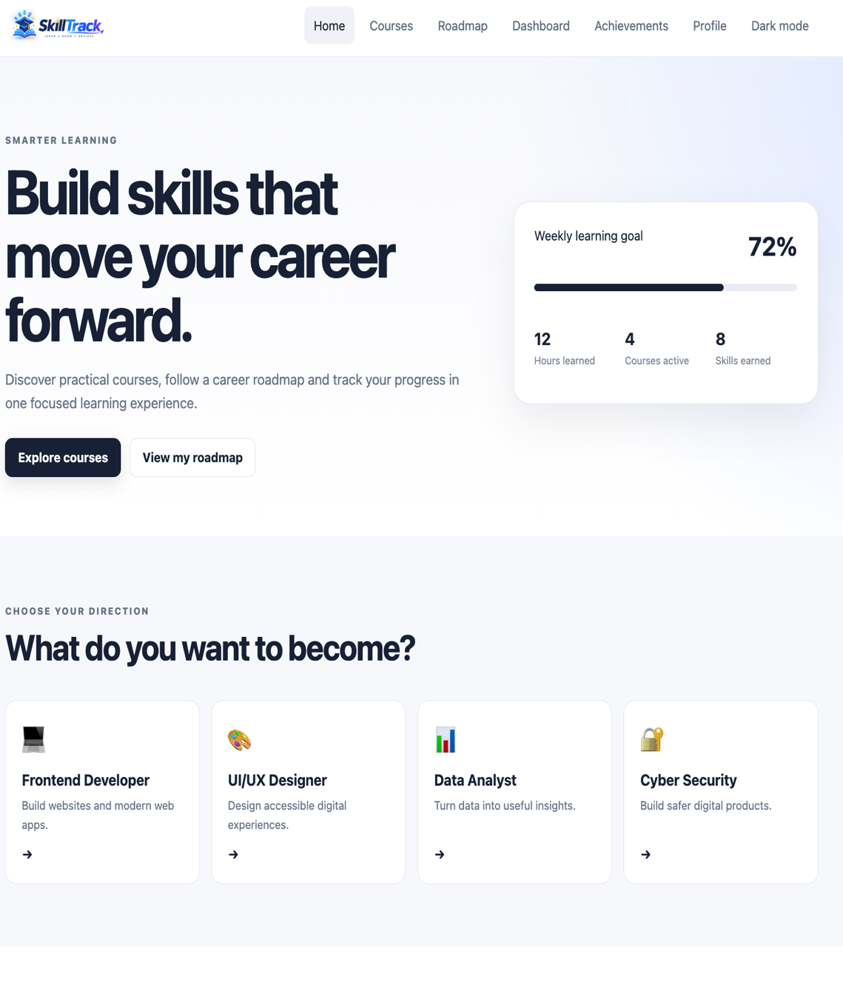 SkillTrack
LEARN • GROW • ACHIEVE
Home
Courses
Roadmap
Dashboard
Achievements
Profile
Dark mode
SMARTER LEARNING
Build skills that
move your career
forward.
Discover practical courses, follow a career roadmap and track your progress in
one focused learning experience.
Explore courses
View my roadmap
Weekly learning goal
72%
12
Hours learned
4
Courses active
8
Skills earned
CHOOSE YOUR DIRECTION
What do you want to become?
Frontend Developer
Build websites and modern web
apps.
→
UI/UX Designer
Design accessible digital
experiences.
→
Data Analyst
Turn data into useful insights.
→
Cyber Security
Build safer digital products.
→